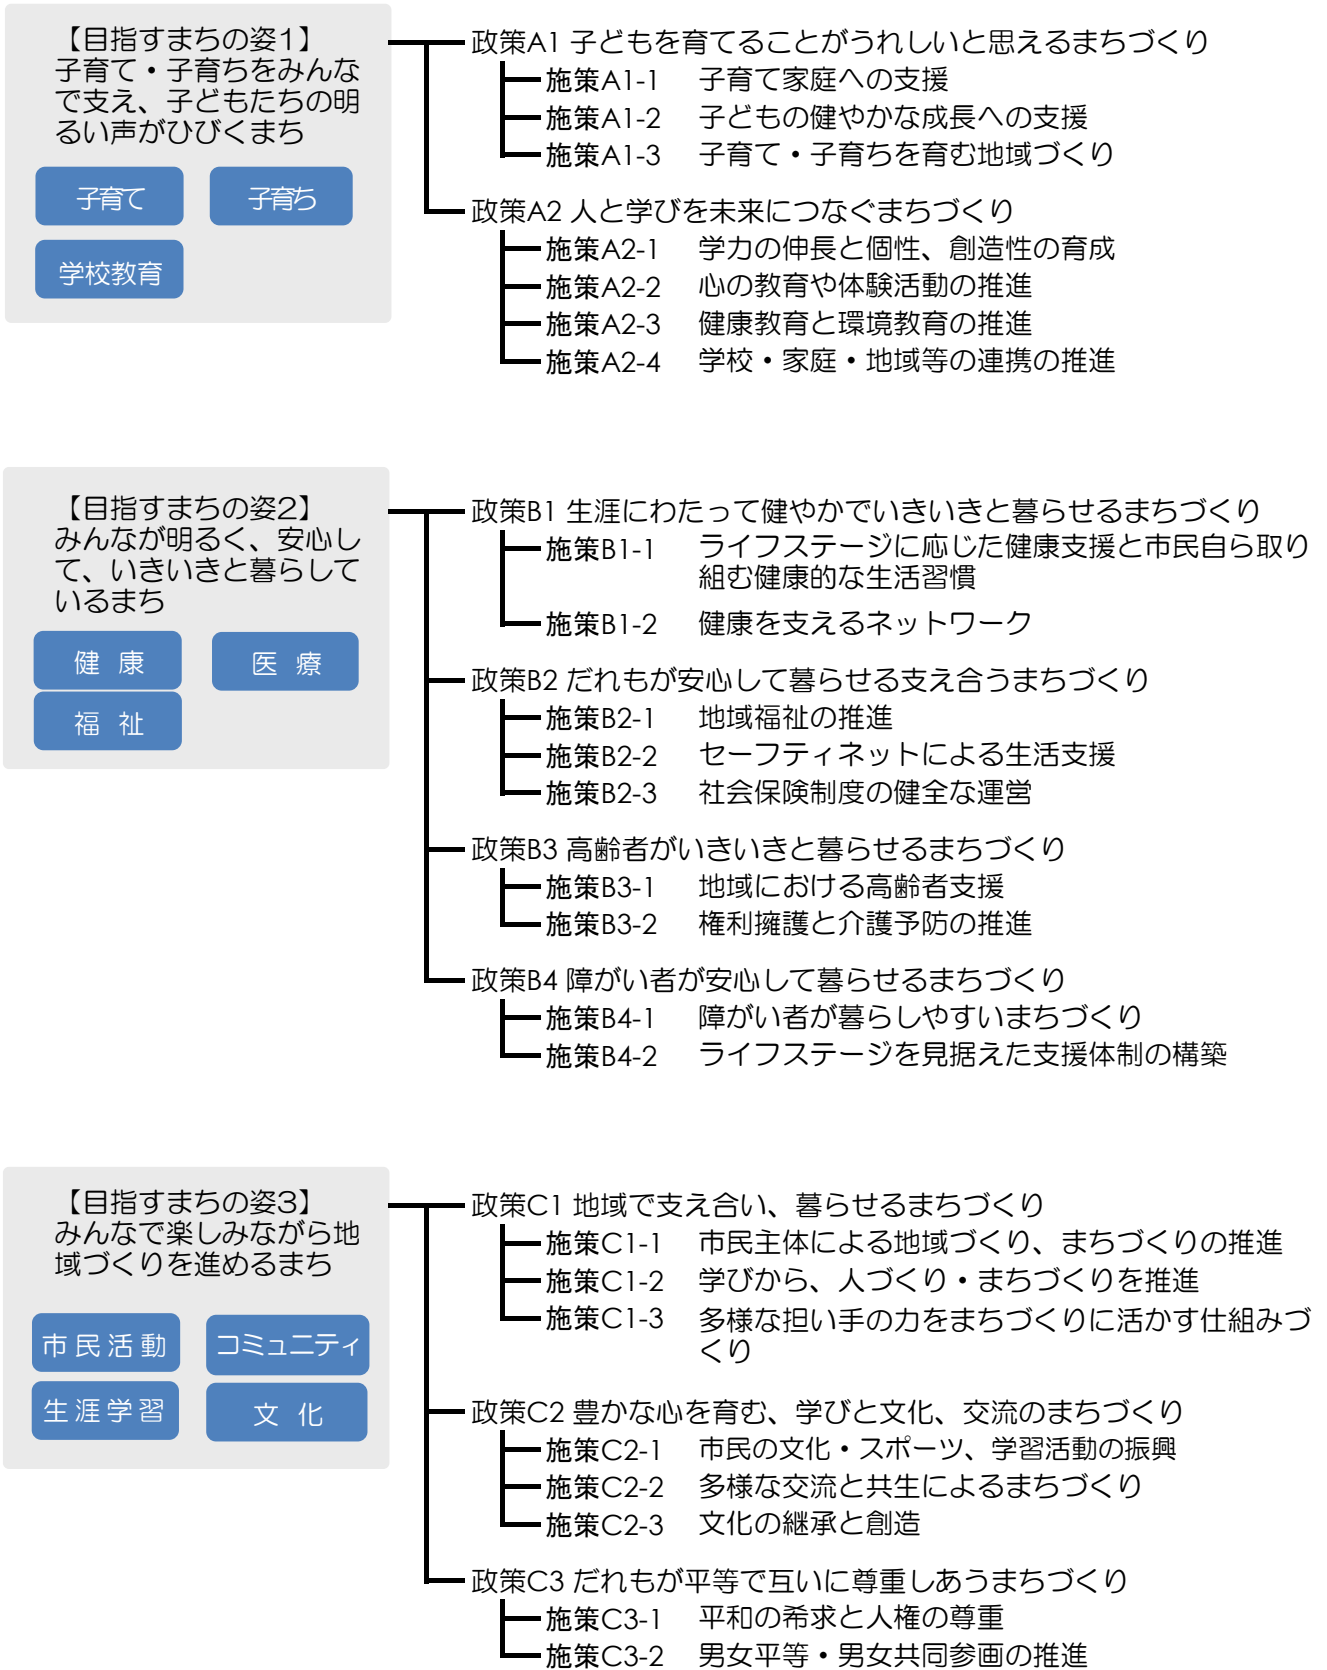 【目指すまちの姿1】
子育て・子育ちをみんな
で支え、子どもたちの明
るい声がひびくまち
子育て
子育ち
学校教育
政策A1 子どもを育てることがうれしいと思えるまちづくり
施策A1-1 子育て家庭への支援
施策A1-2 子どもの健やかな成長への支援
施策A1-3 子育て・子育ちを育む地域づくり
政策A2 人と学びを未来につなぐまちづくり
施策A2-1 学力の伸長と個性、創造性の育成
施策A2-2 心の教育や体験活動の推進
施策A2-3 健康教育と環境教育の推進
施策A2-4 学校・家庭・地域等の連携の推進
【目指すまちの姿2】
みんなが明るく、安心し
て、いきいきと暮らして
いるまち
健 康
医 療
福 祉
政策B1 生涯にわたって健やかでいきいきと暮らせるまちづくり
施策B1-1 ライフステージに応じた健康支援と市民自ら取り
組む健康的な生活習慣
施策B1-2 健康を支えるネットワーク
政策B2 だれもが安心して暮らせる支え合うまちづくり
施策B2-1 地域福祉の推進
施策B2-2 セーフティネットによる生活支援
施策B2-3 社会保険制度の健全な運営
政策B3 高齢者がいきいきと暮らせるまちづくり
施策B3-1 地域における高齢者支援
施策B3-2 権利擁護と介護予防の推進
政策B4 障がい者が安心して暮らせるまちづくり
施策B4-1 障がい者が暮らしやすいまちづくり
施策B4-2 ライフステージを見据えた支援体制の構築
【目指すまちの姿3】
みんなで楽しみながら地
域づくりを進めるまち
市民活動
コミュニティ
生涯学習
文 化
政策C1 地域で支え合い、暮らせるまちづくり
施策C1-1 市民主体による地域づくり、まちづくりの推進
施策C1-2 学びから、人づくり・まちづくりを推進
施策C1-3 多様な担い手の力をまちづくりに活かす仕組みづ
くり
政策C2 豊かな心を育む、学びと文化、交流のまちづくり
施策C2-1 市民の文化・スポーツ、学習活動の振興
施策C2-2 多様な交流と共生によるまちづくり
施策C2-3 文化の継承と創造
政策C3 だれもが平等で互いに尊重しあうまちづくり
施策C3-1 平和の希求と人権の尊重
施策C3-2 男女平等・男女共同参画の推進